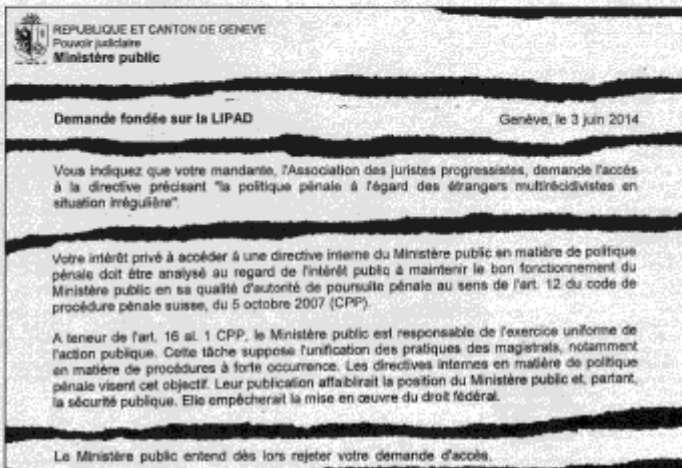 REPUBLIQUE ET CANTON DE GENEVE
Pouvoir judiciaire
Ministère public
Demande fondée sur la LIPAD Genève, le 3 juin 2014
Vous indiquez que votre mandante, l'Association des juristes progressistes, demande l'accès
à la directive précisant "la politique pénale à l'égard des étrangers multirécidivistes en
situation irrégulière".
Votre intérêt privé à accéder à une directive interne du Ministère public en matière de politique
pénale doit être analysé au regard de l'intérêt public à maintenir le bon fonctionnement du
Ministère public en sa qualité d'autorité de poursuite pénale au sens de l'art. 12 du code de
procédure pénale suisse, du 5 octobre 2007 (CPP).
A teneur de l'art. 16 al. 1 CPP, le Ministère public est responsable de l'exercice uniforme de
l'action publique. Cette tâche suppose l'unification des pratiques des magistrats, notamment
en matière de procédures à forte occurrence. Les directives internes en matière de politique
pénale visent cet objectif. Leur publication affaiblirait la position du Ministère public et, partant,
la sécurité publique. Elle empêcherait la mise en œuvre du droit fédéral.
Le Ministère public entend dès lors rejeter votre demande d'accès.